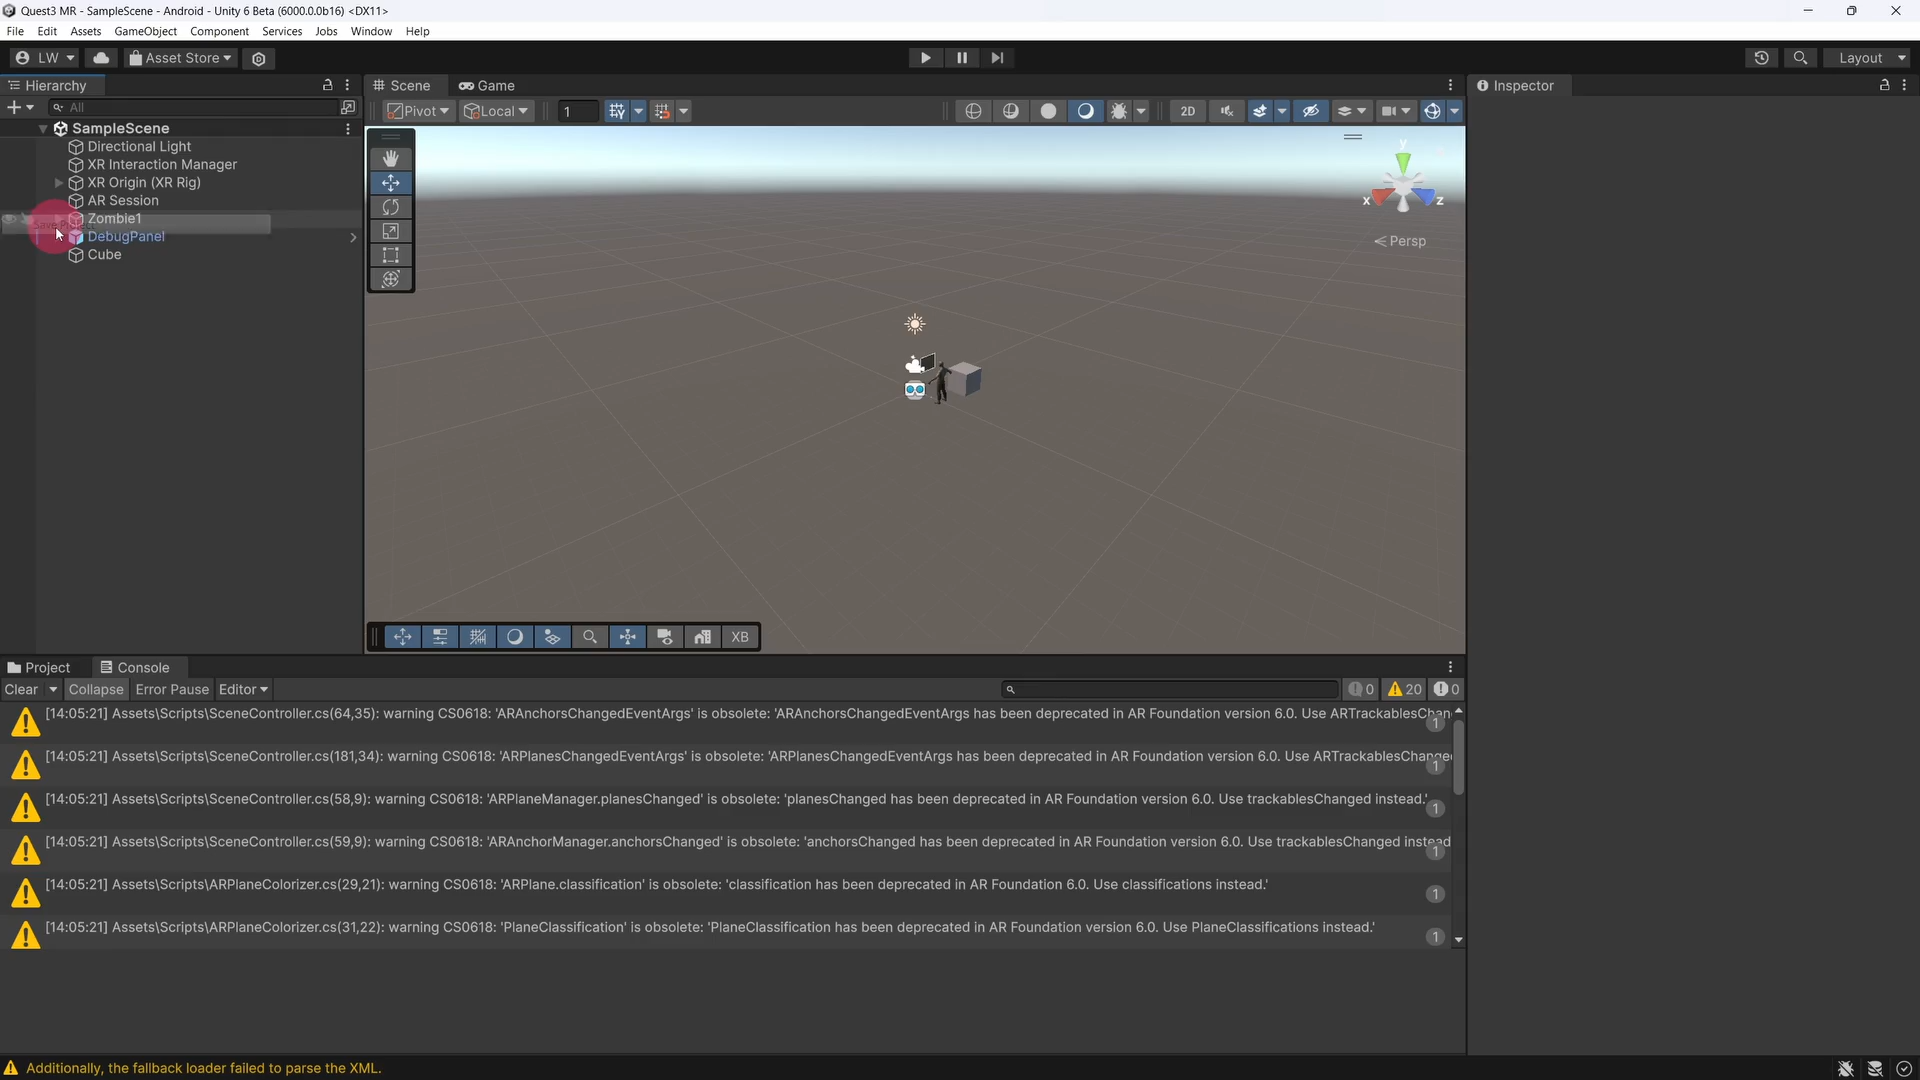 Quest3 MR - SampleScene - Android - Unity 6 Beta (6000.0.0b16) <DX11>
File Edit Assets GameObject Component Services Jobs Window Help
LW Asset Store Layout
Hierarchy Scene Game Inspector
All Pivot Local 1 2D
SampleScene
Directional Light
XR Interaction Manager
XR Origin (XR Rig)
AR Session
Zombie1
Save Project
DebugPanel
Cube
y
x z
Persp
XB
Project Console
Clear Collapse Error Pause Editor 0 20 0
[14:05:21] Assets\Scripts\SceneController.cs(64,35): warning CS0618: 'ARAnchorsChangedEventArgs' is obsolete: 'ARAnchorsChangedEventArgs has been deprecated in AR Foundation version 6.0. Use ARTrackablesChan
1
[14:05:21] Assets\Scripts\SceneController.cs(181,34): warning CS0618: 'ARPlanesChangedEventArgs' is obsolete: 'ARPlanesChangedEventArgs has been deprecated in AR Foundation version 6.0. Use ARTrackablesChange
1
[14:05:21] Assets\Scripts\SceneController.cs(58,9): warning CS0618: 'ARPlaneManager.planesChanged' is obsolete: 'planesChanged has been deprecated in AR Foundation version 6.0. Use trackablesChanged instead.'
1
[14:05:21] Assets\Scripts\SceneController.cs(59,9): warning CS0618: 'ARAnchorManager.anchorsChanged' is obsolete: 'anchorsChanged has been deprecated in AR Foundation version 6.0. Use trackablesChanged instead
1
[14:05:21] Assets\Scripts\ARPlaneColorizer.cs(29,21): warning CS0618: 'ARPlane.classification' is obsolete: 'classification has been deprecated in AR Foundation 6.0. Use classifications instead.'
1
[14:05:21] Assets\Scripts\ARPlaneColorizer.cs(31,22): warning CS0618: 'PlaneClassification' is obsolete: 'PlaneClassification has been deprecated in AR Foundation version 6.0. Use PlaneClassifications instead.'
1
Additionally, the fallback loader failed to parse the XML.